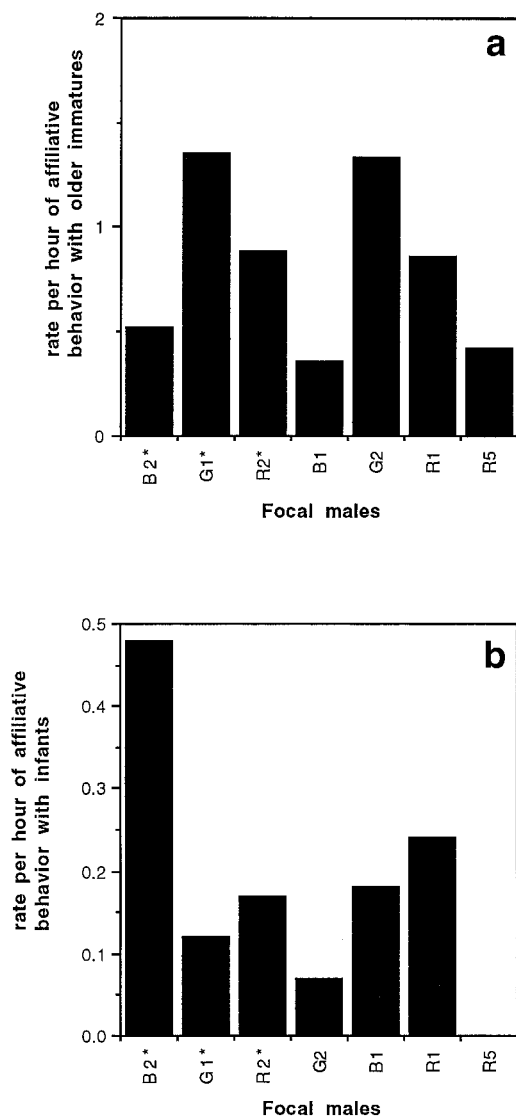 a
rate per hour of affiliative
behavior with older immatures
2
1
0
B2*
G1*
R2*
B1
G2
R1
R5
Focal males
b
rate per hour of affiliative
behavior with infants
0.5
0.4
0.3
0.2
0.1
0.0
B2*
G1*
R2*
G2
B1
R1
R5
Focal males